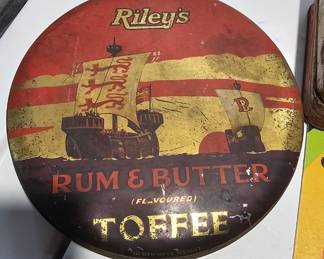 Riley's
R
RUM & BUTTER
(FLAVOURED)
TOFFEE